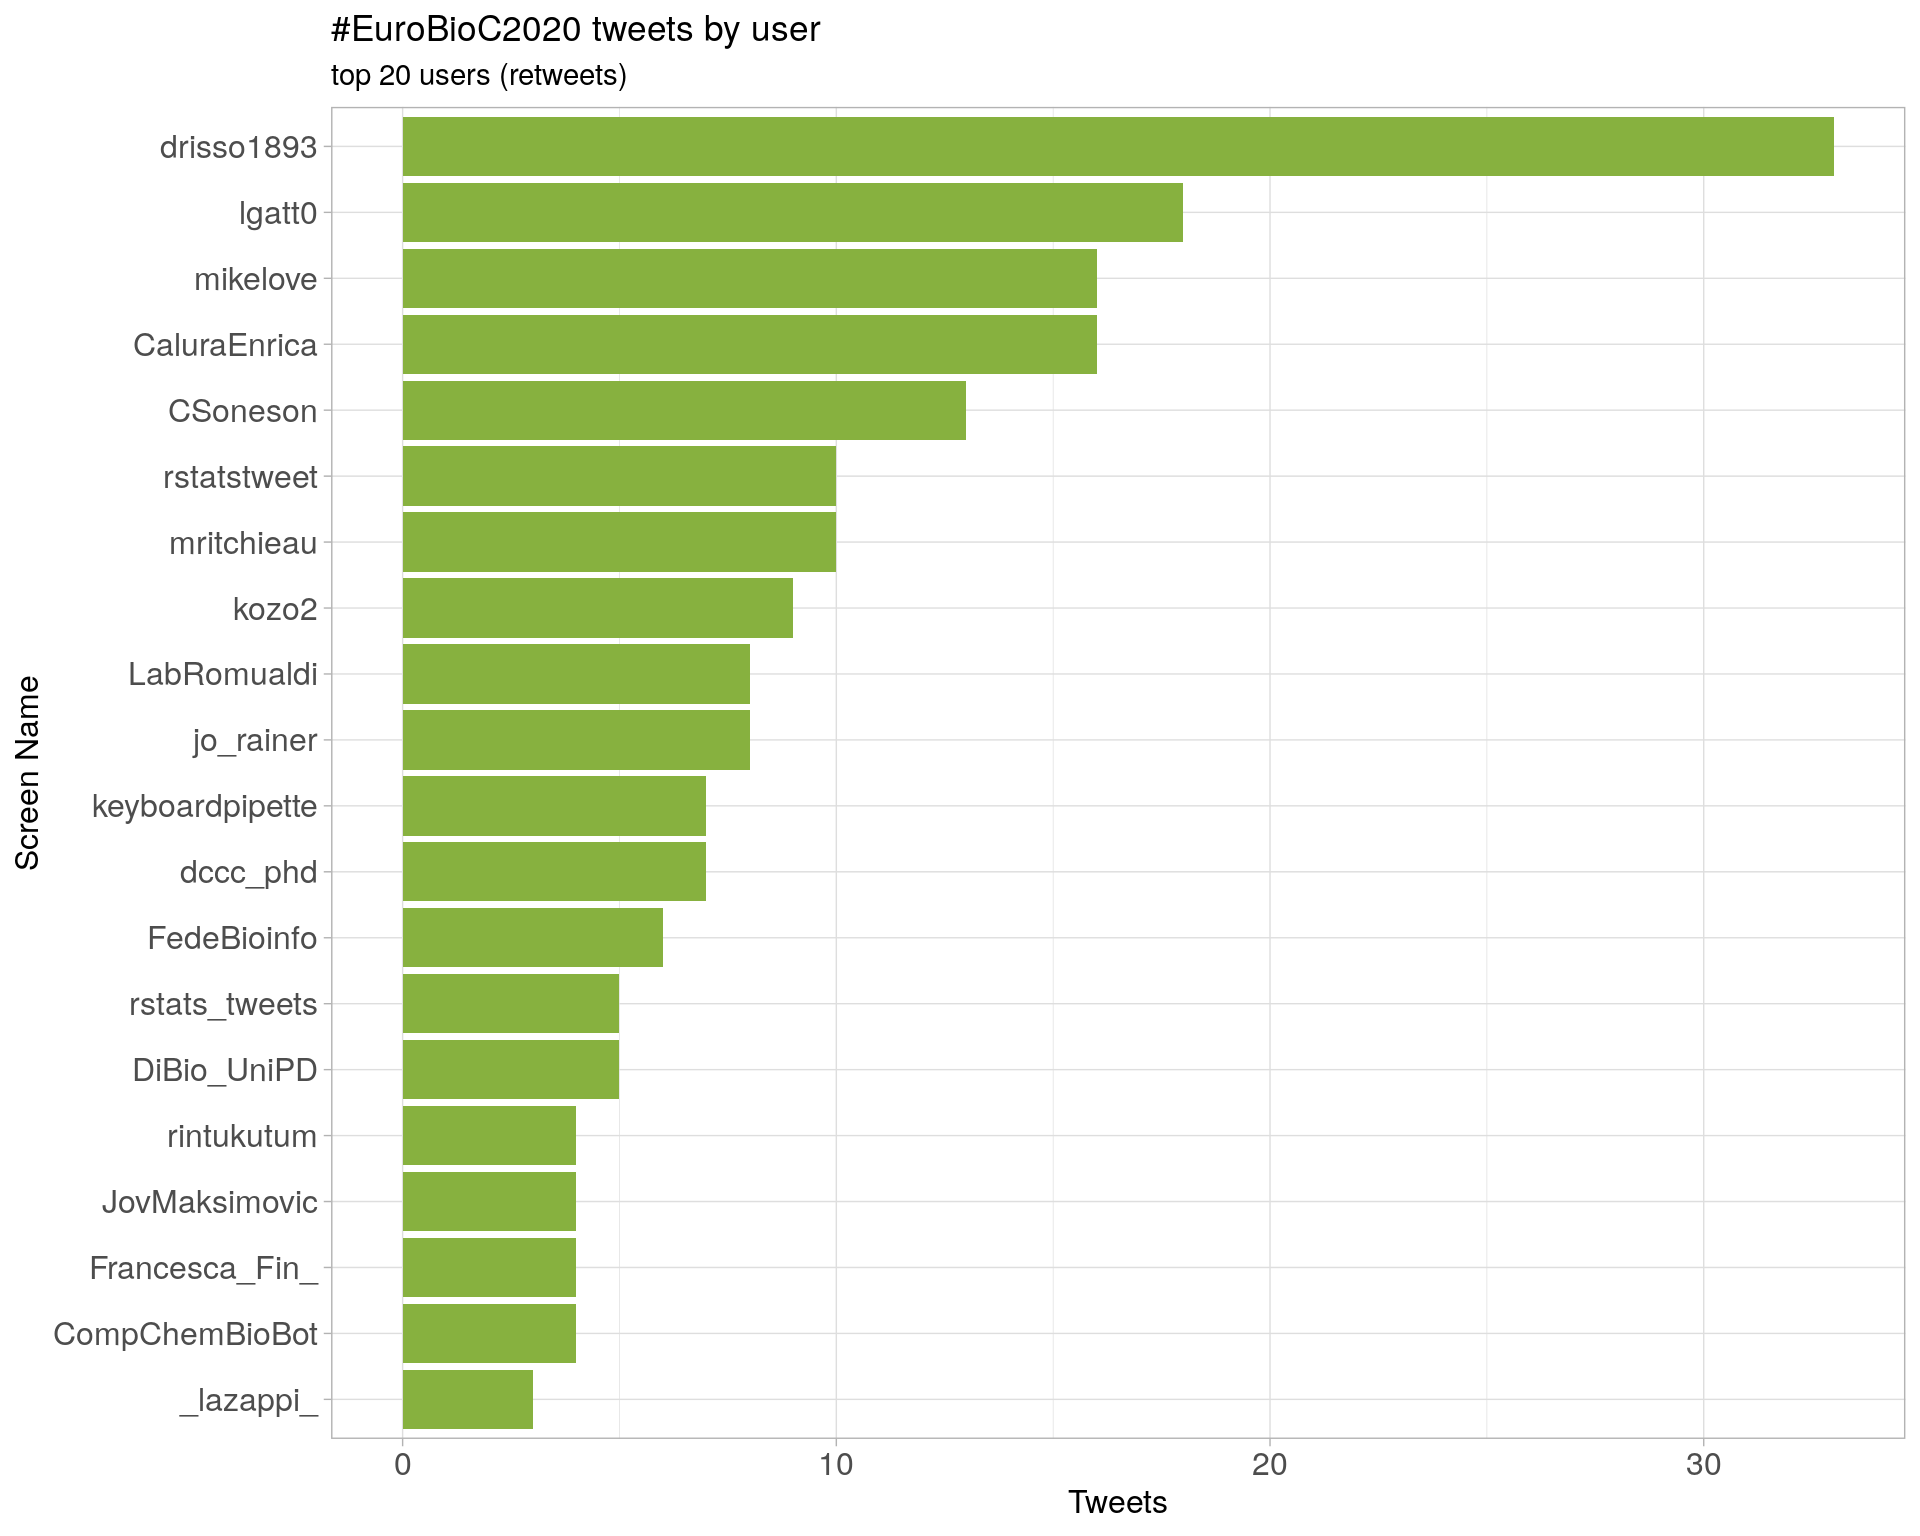 #EuroBioC2020 tweets by user
top 20 users (retweets)
drisso1893
lgatt0
mikelove
CaluraEnrica
CSoneson
rstatstweet
mritchieau
kozo2
LabRomualdi
jo_rainer
keyboardpipette
dccc_phd
FedeBioinfo
rstats_tweets
DiBio_UniPD
rintukutum
JovMaksimovic
Francesca_Fin_
CompChemBioBot
_lazappi_
Screen Name
0 10 20 30
Tweets